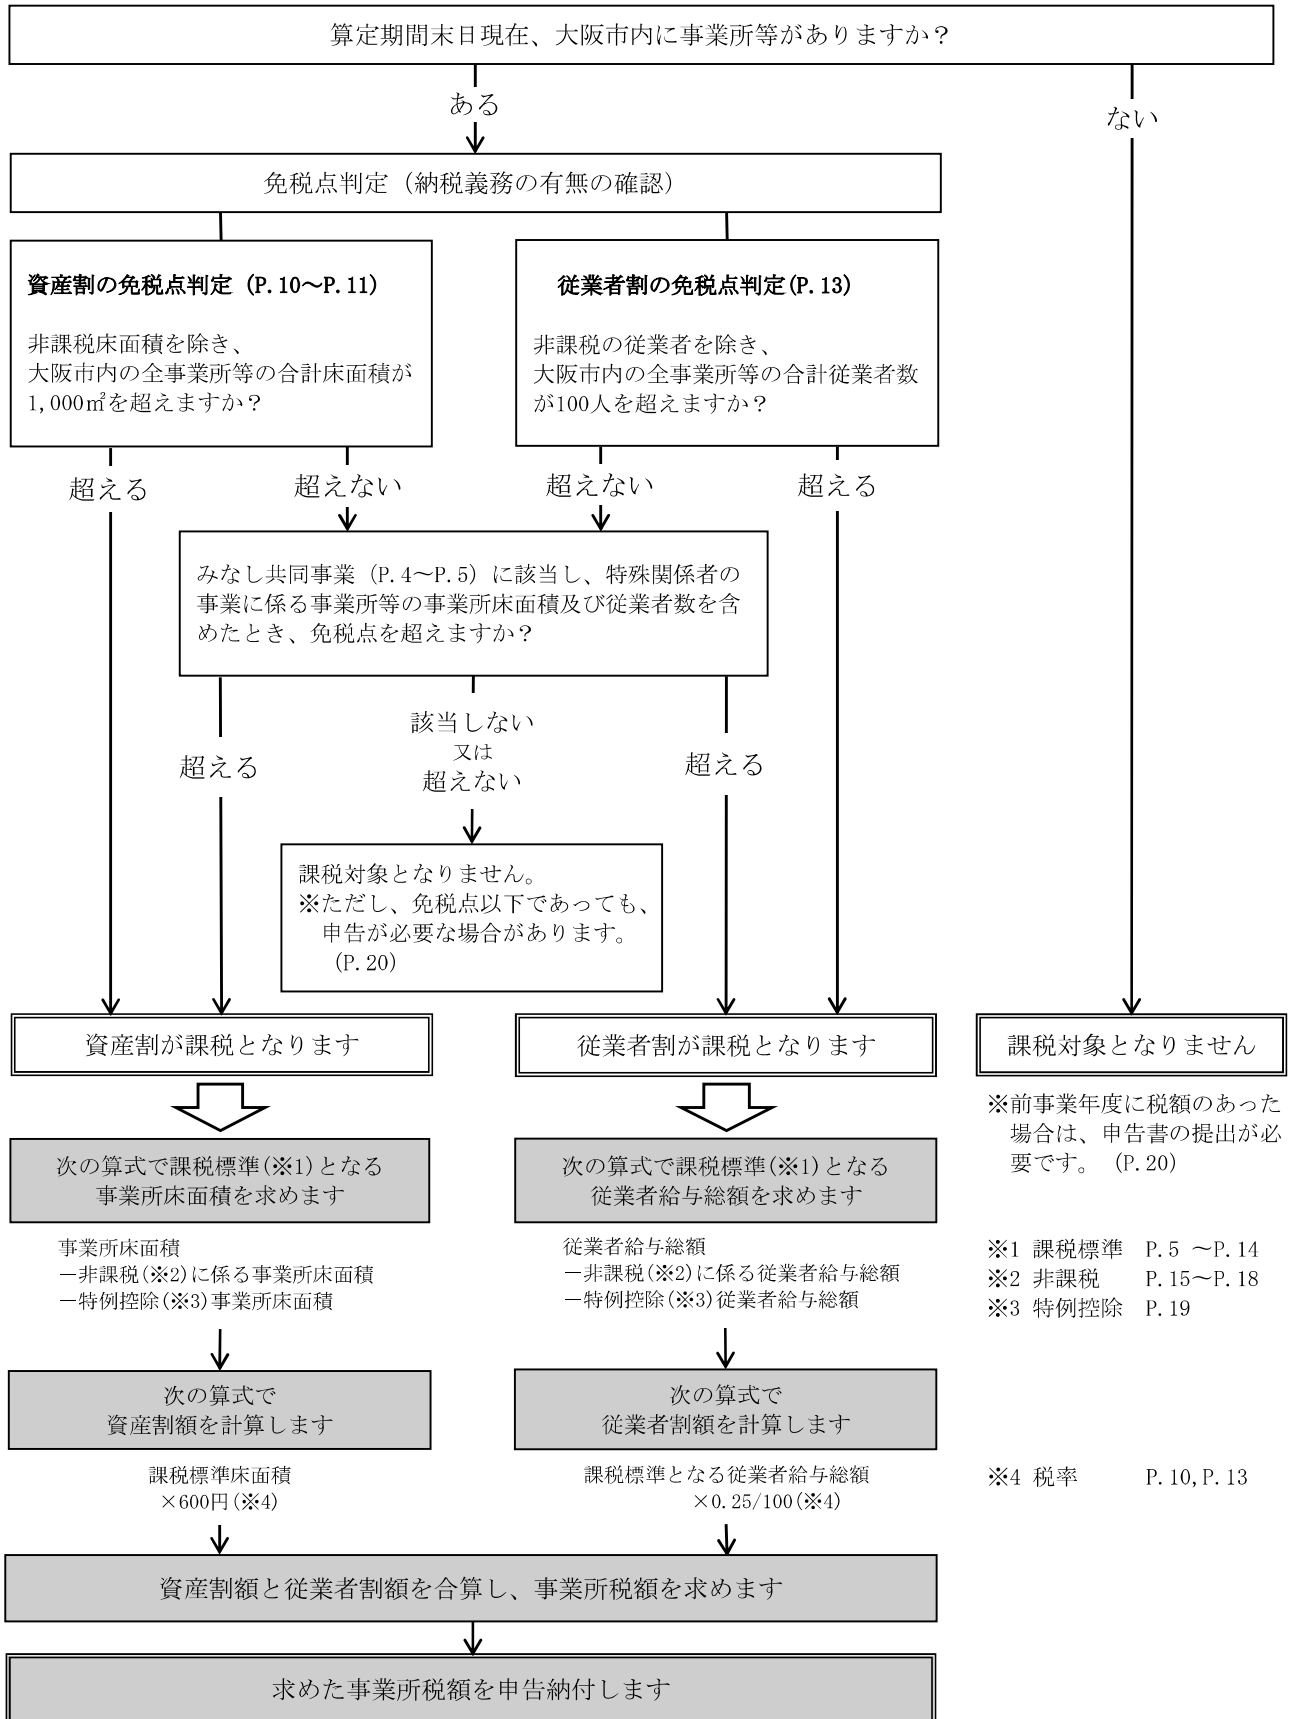 算定期間末日現在、大阪市内に事業所等がありますか？
ある
ない
免税点判定（納税義務の有無の確認）
資産割の免税点判定（P.10～P.11）
非課税床面積を除き、
大阪市内の全事業所等の合計床面積が
1,000㎡を超えますか？
従業者割の免税点判定(P.13)
非課税の従業者を除き、
大阪市内の全事業所等の合計従業者数
が100人を超えますか？
超える
超えない
超えない
超える
みなし共同事業（P.4～P.5）に該当し、特殊関係者の
事業に係る事業所等の事業所床面積及び従業者数を含
めたとき、免税点を超えますか？
超える
該当しない
又は
超えない
超える
課税対象となりません。
※ただし、免税点以下であっても、
申告が必要な場合があります。
（P.20）
資産割が課税となります
従業者割が課税となります
課税対象となりません
※前事業年度に税額のあった
場合は、申告書の提出が必
要です。（P.20）
次の算式で課税標準(※1)となる
事業所床面積を求めます
次の算式で課税標準(※1)となる
従業者給与総額を求めます
事業所床面積
－非課税(※2)に係る事業所床面積
－特例控除(※3)事業所床面積
従業者給与総額
－非課税(※2)に係る従業者給与総額
－特例控除(※3)従業者給与総額
※1 課税標準 P.5 ～P.14
※2 非課税 P.15～P.18
※3 特例控除 P.19
次の算式で
資産割額を計算します
次の算式で
従業者割額を計算します
課税標準床面積
×600円(※4)
課税標準となる従業者給与総額
×0.25/100(※4)
※4 税率 P.10,P.13
資産割額と従業者割額を合算し、事業所税額を求めます
求めた事業所税額を申告納付します